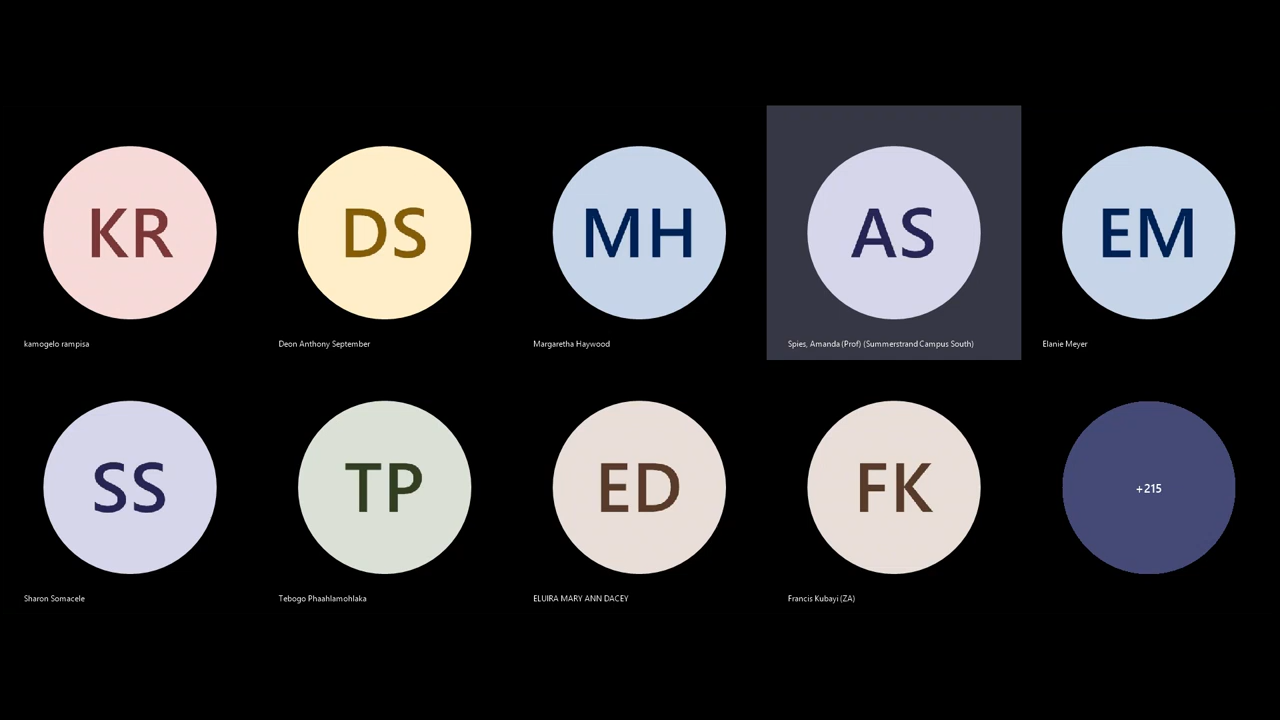 KR
DS
MH
AS
EM
kamogelo rampisa
Deon Anthony September
Margaretha Haywood
Spies, Amanda (Prof) (Summerstrand Campus South)
Elanie Meyer
SS
TP
ED
FK
+215
Sharon Somacele
Tebogo Phaahlamohlaka
ELUIRA MARY ANN DACEY
Francis Kubayi (ZA)